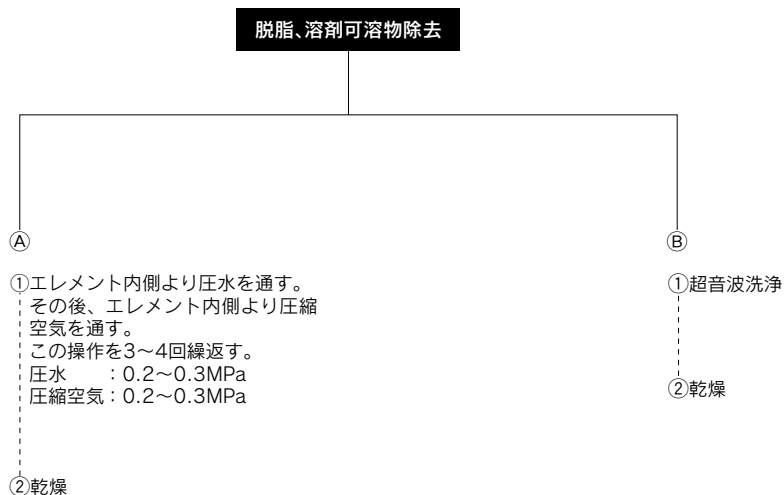 脱脂、溶剤可溶物除去
Ⓐ
①エレメント内側より圧水を通す。
その後、エレメント内側より圧縮
空気を通す。
この操作を3〜4回繰返す。
圧水　　：0.2〜0.3MPa
圧縮空気：0.2〜0.3MPa
②乾燥
Ⓑ
①超音波洗浄
②乾燥